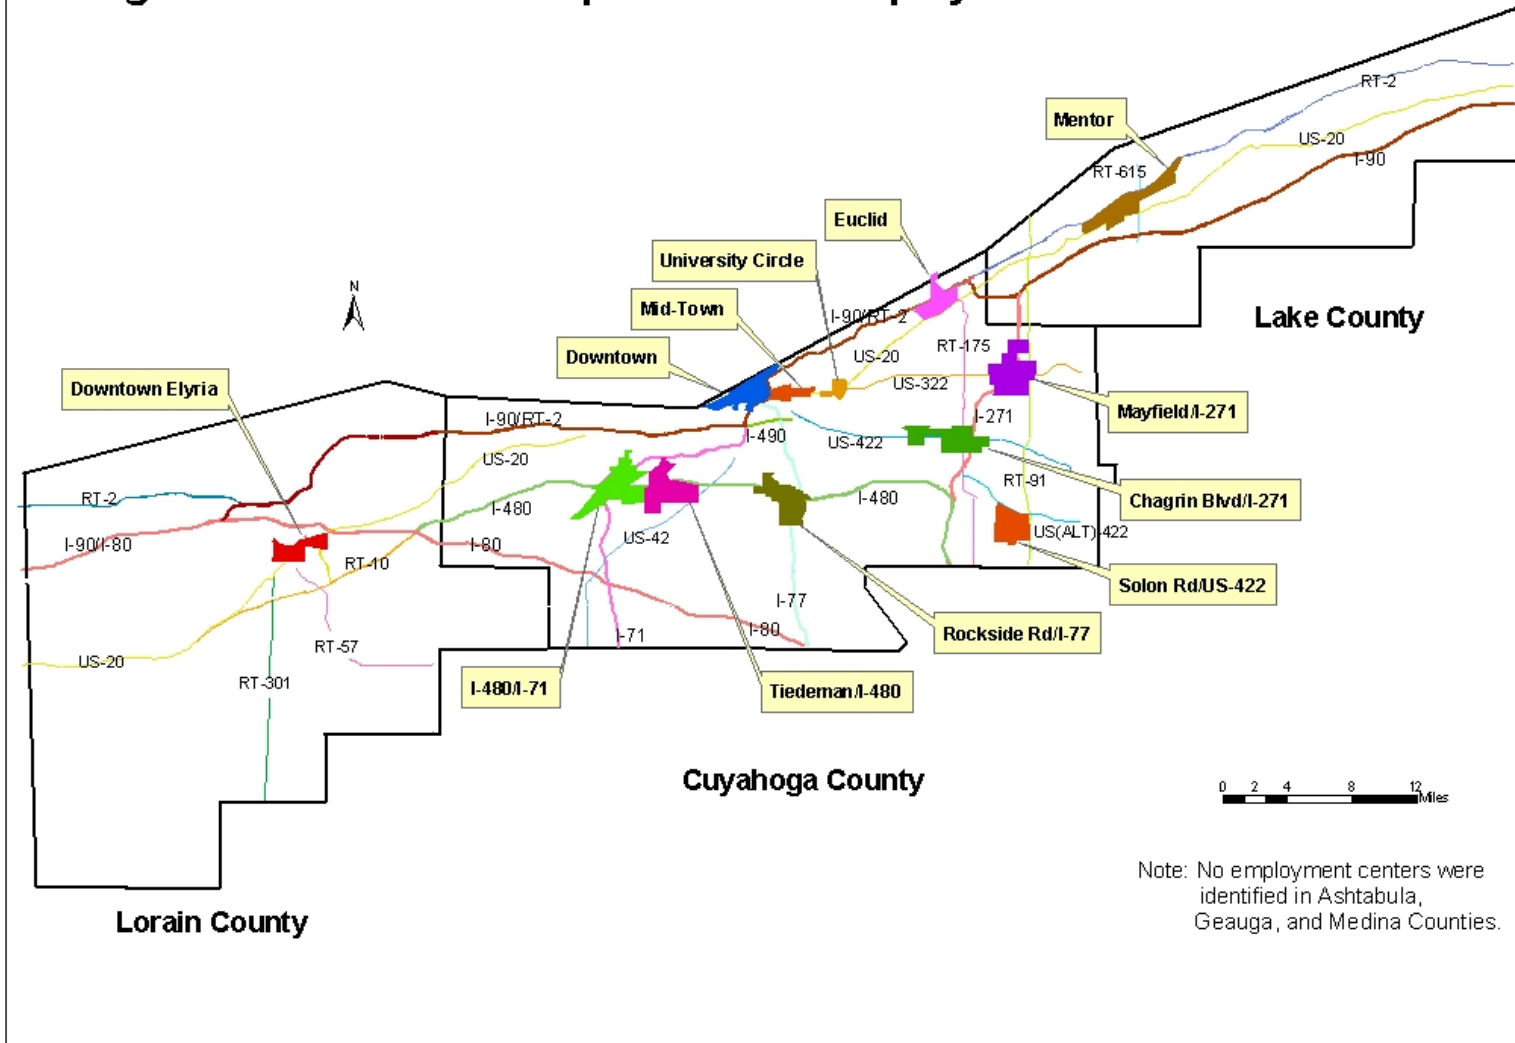 RT-2
Mentor
US-20
I-90
RT-615
Euclid
University Circle
Mid-Town
I-90/RT-2
Lake County
N
Downtown
US-20
RT-175
Downtown Elyria
US-322
Mayfield/I-271
I-90/RT-2
I-271
I-490
US-422
US-20
RT-91
RT-2
I-480
Chagrin Blvd/I-271
I-480
US(ALT)-422
US-42
I-90/I-80
I-80
RT-10
Solon Rd/US-422
I-77
I-80
I-71
Rockside Rd/I-77
RT-57
US-20
RT-301
I-480/I-71
Tiedeman/I-480
Cuyahoga County
0 2 4 8 12
Miles
Note: No employment centers were
identified in Ashtabula,
Geauga, and Medina Counties.
Lorain County